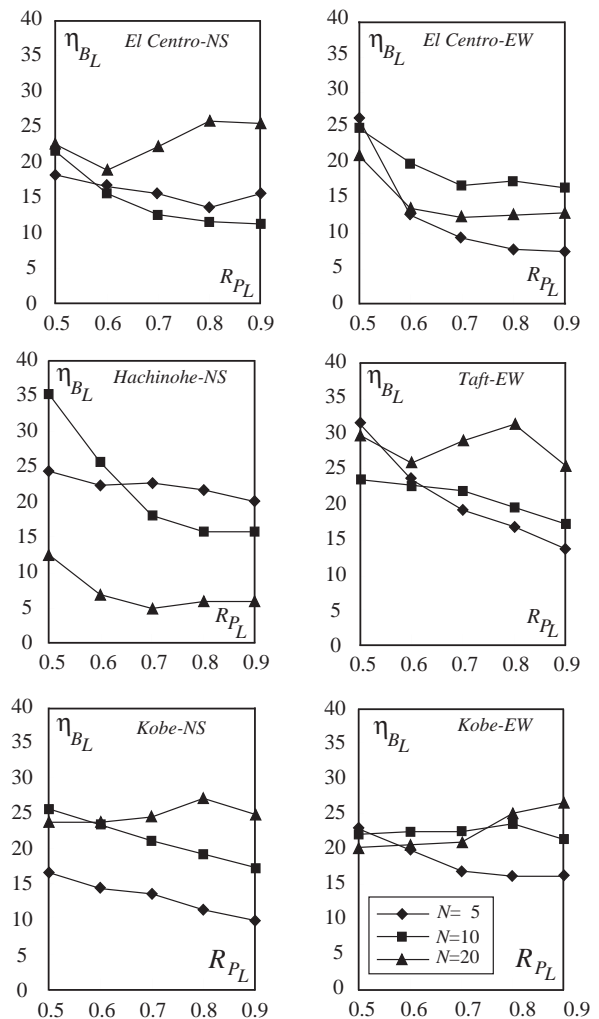 η_{B_L} El Centro-NS
40
35
30
25
20
15
10
5
0
R_{P_L}
0.5 0.6 0.7 0.8 0.9
η_{B_L} El Centro-EW
40
35
30
25
20
15
10
5
0
R_{P_L}
0.5 0.6 0.7 0.8 0.9
η_{B_L} Hachinohe-NS
40
35
30
25
20
15
10
5
0
R_{P_L}
0.5 0.6 0.7 0.8 0.9
η_{B_L} Taft-EW
40
35
30
25
20
15
10
5
0
R_{P_L}
0.5 0.6 0.7 0.8 0.9
η_{B_L} Kobe-NS
40
35
30
25
20
15
10
5
0
R_{P_L}
0.5 0.6 0.7 0.8 0.9
η_{B_L} Kobe-EW
40
35
30
25
20
15
10
5
0
N= 5
N=10
N=20
R_{P_L}
0.5 0.6 0.7 0.8 0.9